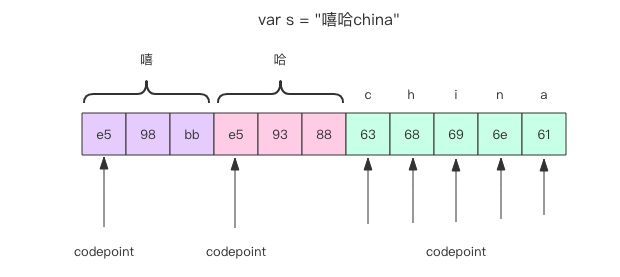 var s = "嘻哈china"
嘻 哈
c h i n a
e5 98 bb e5 93 88 63 68 69 6e 61
codepoint codepoint codepoint